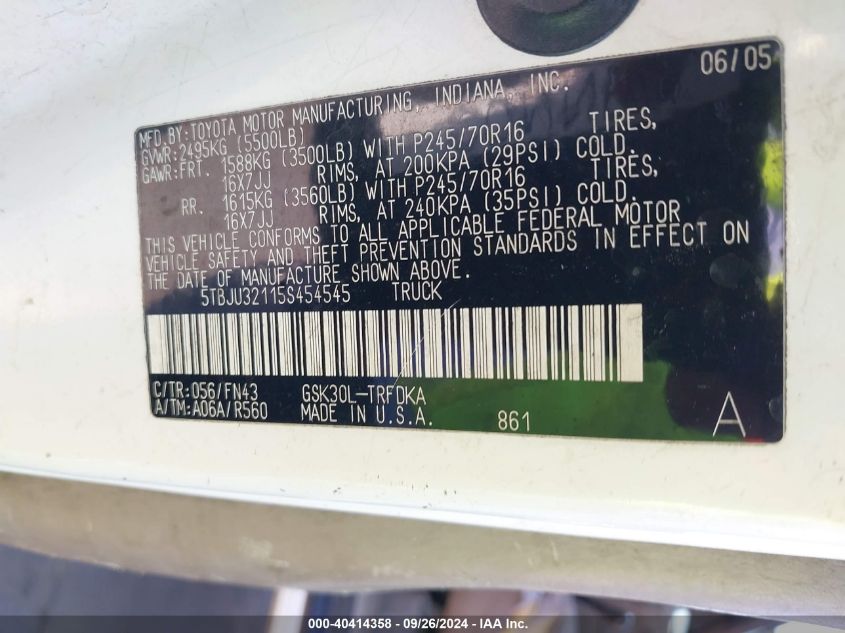 06/05
MFD.BY:TOYOTA MOTOR MANUFACTURING, INDIANA, INC.
GVWR:2495KG (5500LB)
GAWR:FRT. 1588KG (3500LB) WITH P245/70R16 TIRES,
16X7JJ RIMS, AT 200KPA (29PSI) COLD.
RR. 1615KG (3560LB) WITH P245/70R16 TIRES,
16X7JJ RIMS, AT 240KPA (35PSI) COLD.
THIS VEHICLE CONFORMS TO ALL APPLICABLE FEDERAL MOTOR
VEHICLE SAFETY AND THEFT PREVENTION STANDARDS IN EFFECT ON
THE DATE OF MANUFACTURE SHOWN ABOVE.
5TBJU32115S454545 TRUCK
C/TR:056/FN43 GSK30L-TRFDKA
A/TM:A06A/R560 MADE IN U.S.A. 861 A
000-40414358 - 09/26/2024 - IAA Inc.